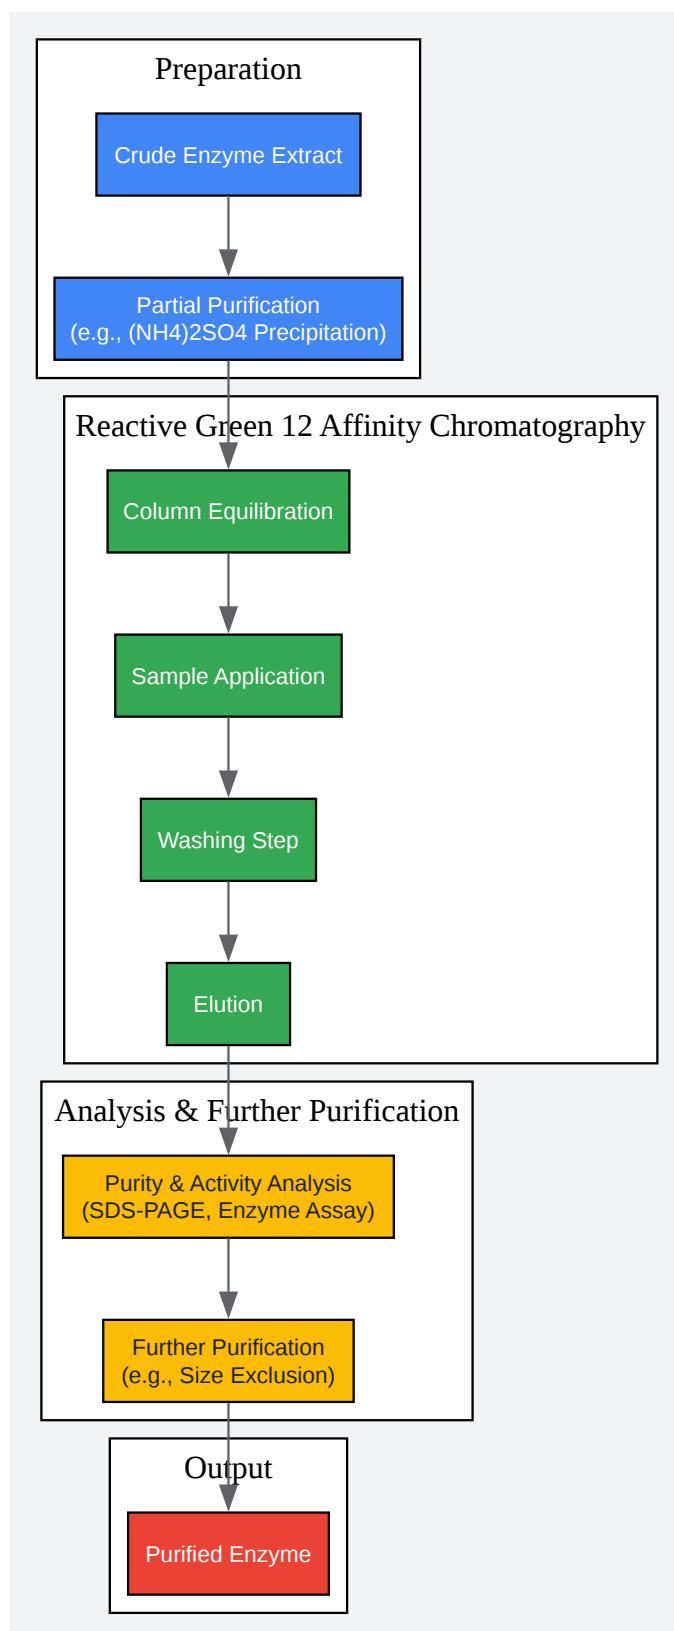 Preparation
Crude Enzyme Extract
Partial Purification
(e.g., (NH4)2SO4 Precipitation)
Reactive Green 12 Affinity Chromatography
Column Equilibration
Sample Application
Washing Step
Elution
Analysis & Further Purification
Purity & Activity Analysis
(SDS-PAGE, Enzyme Assay)
Further Purification
(e.g., Size Exclusion)
Output
Purified Enzyme